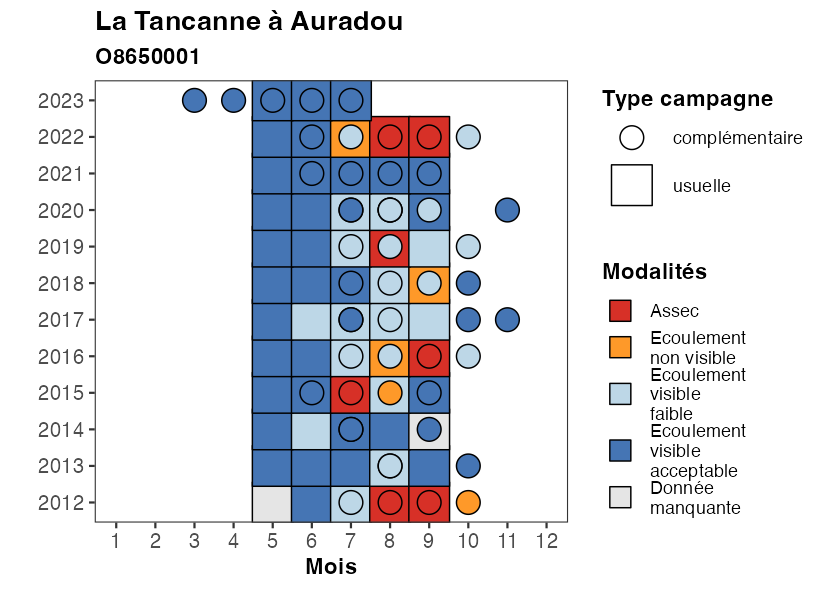 La Tancanne à Auradou
O8650001
2023
2022
2021
2020
2019
2018
2017
2016
2015
2014
2013
2012
1 2 3 4 5 6 7 8 9 10 11 12
Mois
Type campagne
complémentaire
usuelle
Modalités
Assec
Ecoulement
non visible
Ecoulement
visible
faible
Ecoulement
visible
acceptable
Donnée
manquante